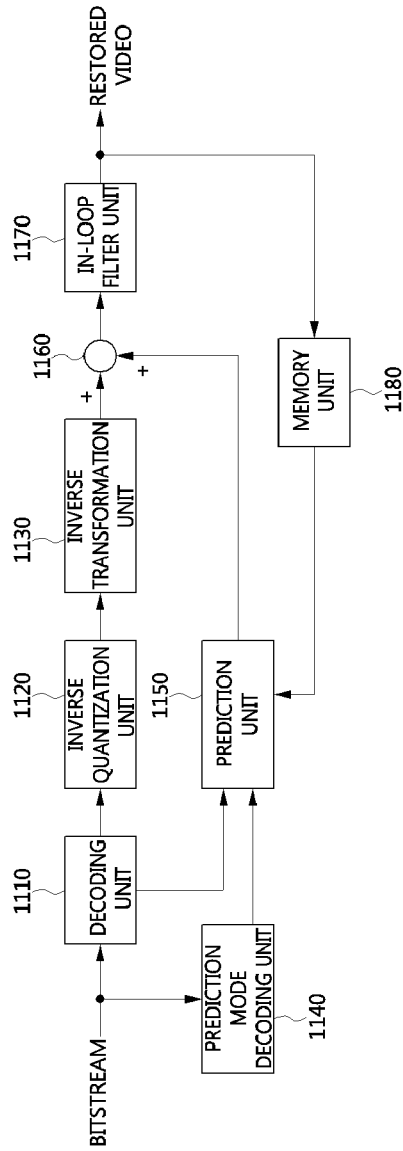 BITSTREAM
1110
DECODING
UNIT
1120
INVERSE
QUANTIZATION
UNIT
1130
INVERSE
TRANSFORMATION
UNIT
1160
+
+
1170
IN-LOOP
FILTER UNIT
RESTORED
VIDEO
PREDICTION
MODE
DECODING UNIT
1140
1150
PREDICTION
UNIT
MEMORY
UNIT
1180